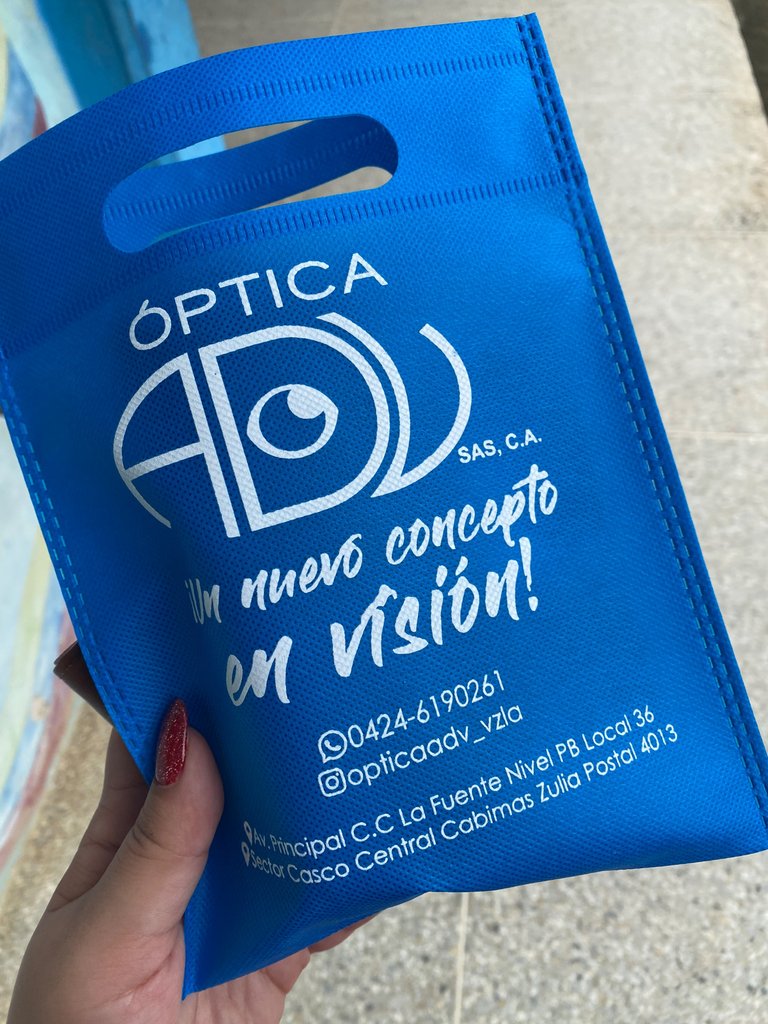 ÓPTICA
ADV
SAS, C.A.
¡Un nuevo concepto
en visión!
0424-6190261
opticaadv_vzla
Av. Principal C.C La Fuente Nivel PB Local 36
Sector Casco Central Cabimas Zulia Postal 4013